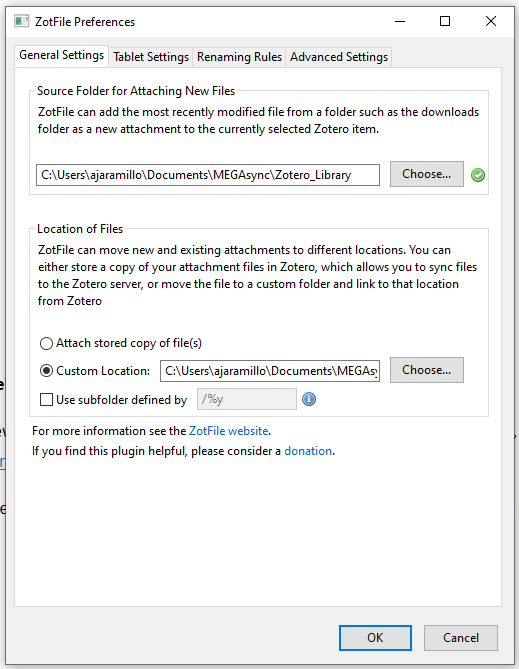 ZotFile Preferences
General Settings
Tablet Settings
Renaming Rules
Advanced Settings
Source Folder for Attaching New Files
ZotFile can add the most recently modified file from a folder such as the downloads
folder as a new attachment to the currently selected Zotero item.
C:\Users\ajaramillo\Documents\MEGAsync\Zotero_Library
Choose...
Location of Files
ZotFile can move new and existing attachments to different locations. You can
either store a copy of your attachment files in Zotero, which allows you to sync files
to the Zotero server, or move the file to a custom folder and link to that location
from Zotero
Attach stored copy of file(s)
Custom Location:
C:\Users\ajaramillo\Documents\MEGAsy
Choose...
Use subfolder defined by
/%y
For more information see the ZotFile website.
If you find this plugin helpful, please consider a donation.
OK
Cancel